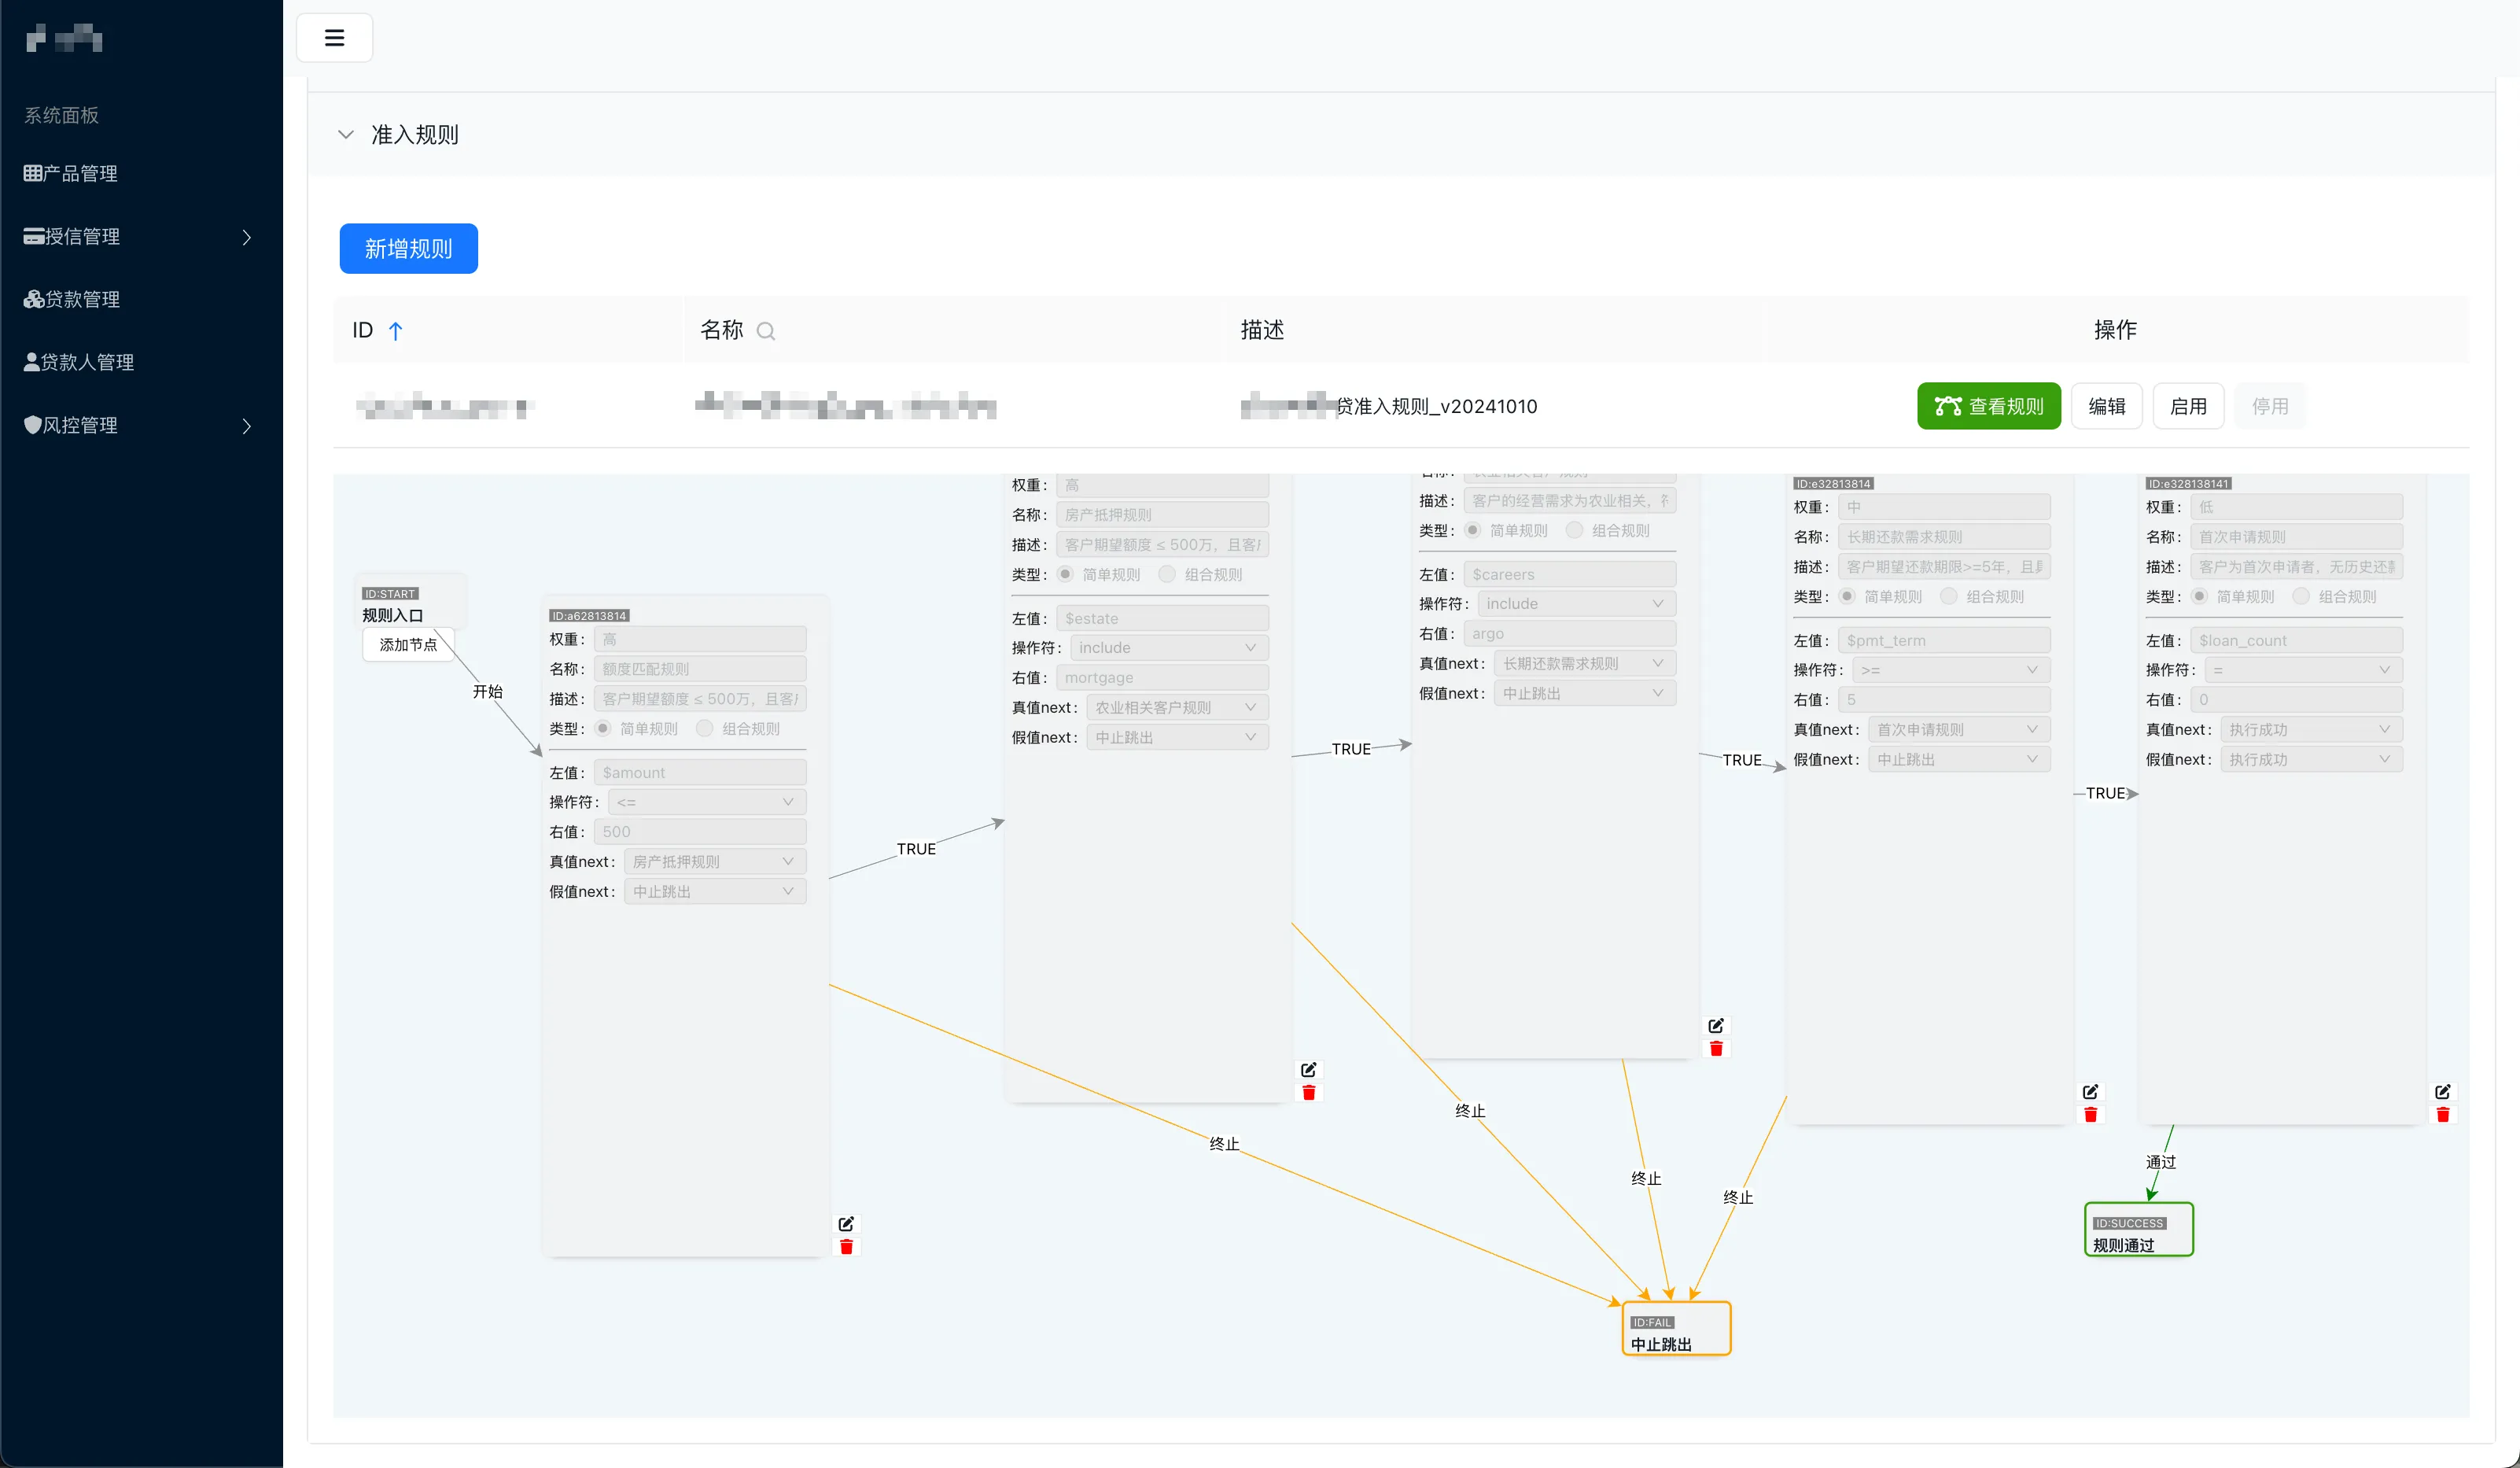 系统面板
产品管理
授信管理
贷款管理
贷款人管理
风控管理
准入规则
新增规则
ID
名称
描述
操作
贷准入规则_v20241010
查看规则
编辑
启用
停用
ID:START
规则入口
添加节点
开始
ID:a62813814
权重: 高
名称: 额度匹配规则
描述: 客户期望额度 ≤ 500万，且客
类型: 简单规则 组合规则
左值: $amount
操作符: <=
右值: 500
真值next: 房产抵押规则
假值next: 中止跳出
TRUE
终止
权重: 高
名称: 房产抵押规则
描述: 客户期望额度 ≤ 500万，且客
类型: 简单规则 组合规则
左值: $estate
操作符: include
右值: mortgage
真值next: 农业相关客户规则
假值next: 中止跳出
TRUE
终止
名称: 农业相关客户规则
描述: 客户的经营需求为农业相关，符
类型: 简单规则 组合规则
左值: $careers
操作符: include
右值: argo
真值next: 长期还款需求规则
假值next: 中止跳出
TRUE
终止
ID:e32813814
权重: 中
名称: 长期还款需求规则
描述: 客户期望还款期限>=5年，且
类型: 简单规则 组合规则
左值: $pmt_term
操作符: >=
右值: 5
真值next: 首次申请规则
假值next: 中止跳出
TRUE
终止
ID:e328138141
权重: 低
名称: 首次申请规则
描述: 客户为首次申请者，无历史还款
类型: 简单规则 组合规则
左值: $loan_count
操作符: =
右值: 0
真值next: 执行成功
假值next: 执行成功
通过
ID:SUCCESS
规则通过
ID:FAIL
中止跳出